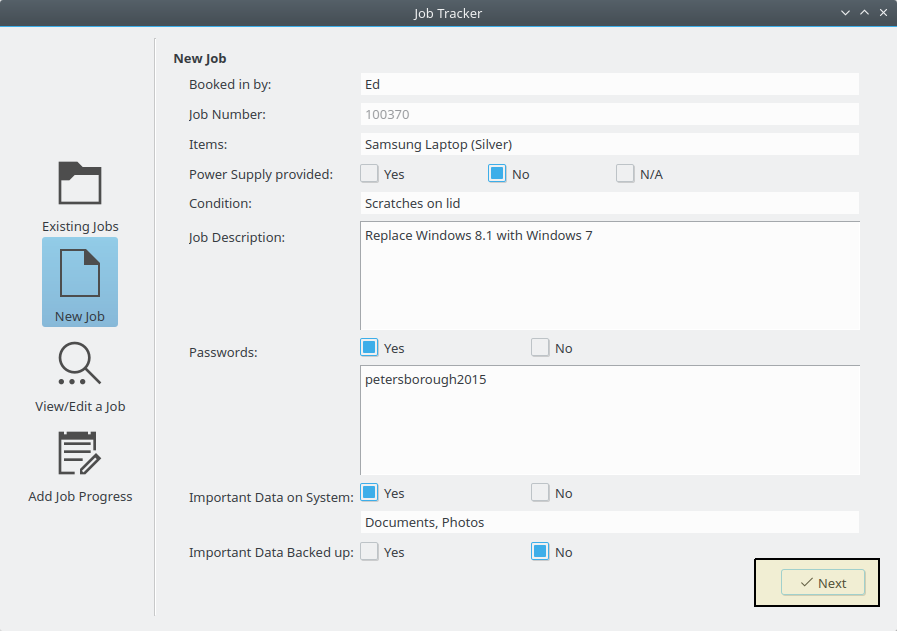 Job Tracker
Existing Jobs
New Job
View/Edit a Job
Add Job Progress
New Job
Booked in by: Ed
Job Number: 100370
Items: Samsung Laptop (Silver)
Power Supply provided: Yes No N/A
Condition: Scratches on lid
Job Description: Replace Windows 8.1 with Windows 7
Passwords: Yes No
petersborough2015
Important Data on System: Yes No
Documents, Photos
Important Data Backed up: Yes No
Next